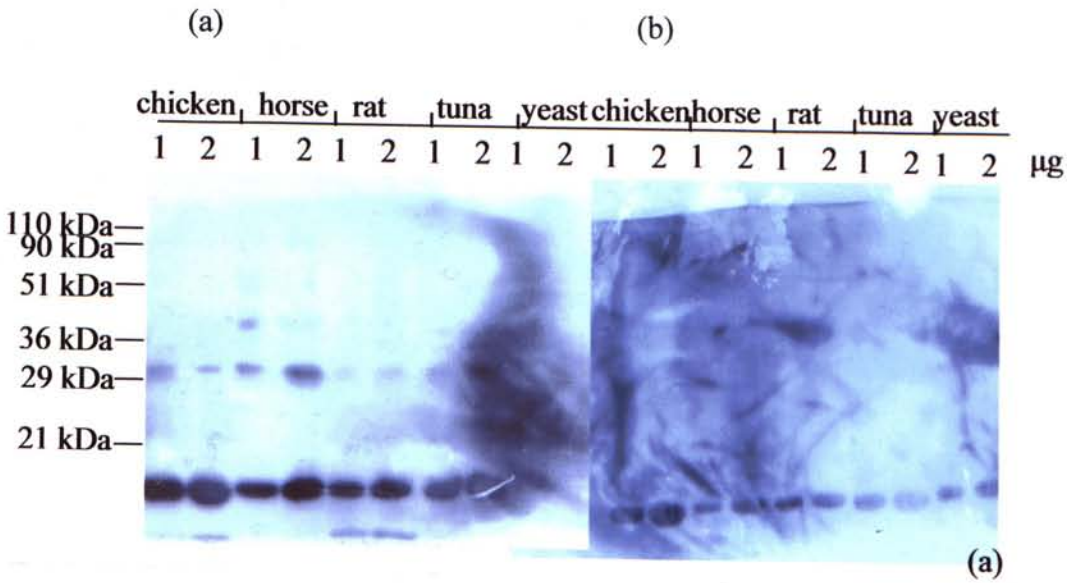 (a) (b)
chicken horse rat tuna yeast chicken horse rat tuna yeast
1 2 1 2 1 2 1 2 1 2 1 2 1 2 1 2 1 2 1 2 µg
110 kDa
90 kDa
51 kDa
36 kDa
29 kDa
21 kDa
(a)